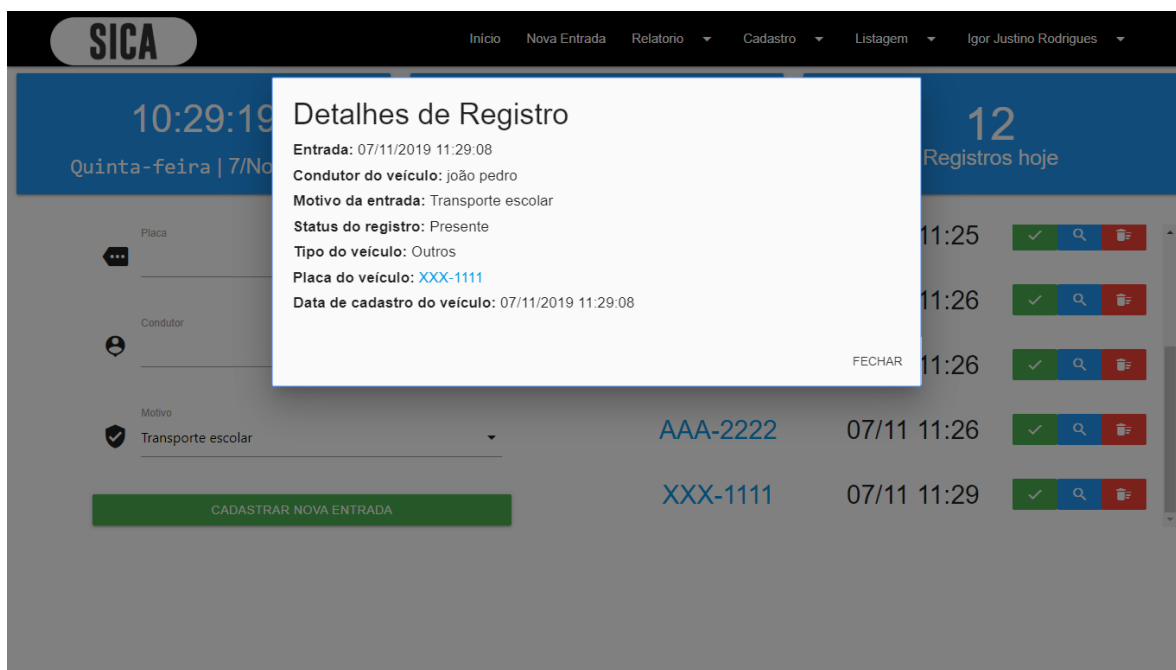 SICA
Início Nova Entrada Relatorio Cadastro Listagem Igor Justino Rodrigues
10:29:19
Quinta-feira | 7/No
12
Registros hoje
Detalhes de Registro
Entrada: 07/11/2019 11:29:08
Condutor do veículo: joão pedro
Motivo da entrada: Transporte escolar
Status do registro: Presente
Tipo do veículo: Outros
Placa do veículo: XXX-1111
Data de cadastro do veículo: 07/11/2019 11:29:08
FECHAR
Placa
Condutor
Motivo
Transporte escolar
CADASTRAR NOVA ENTRADA
11:25
11:26
11:26
AAA-2222 07/11 11:26
XXX-1111 07/11 11:29